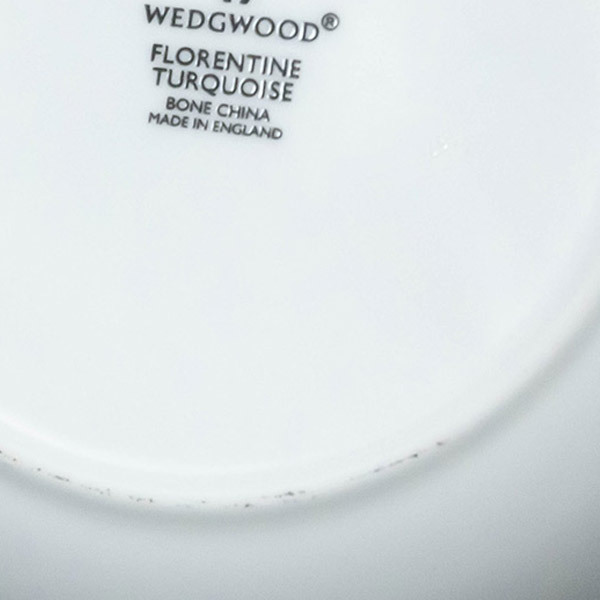 WEDGWOOD®
FLORENTINE
TURQUOISE
BONE CHINA
MADE IN ENGLAND